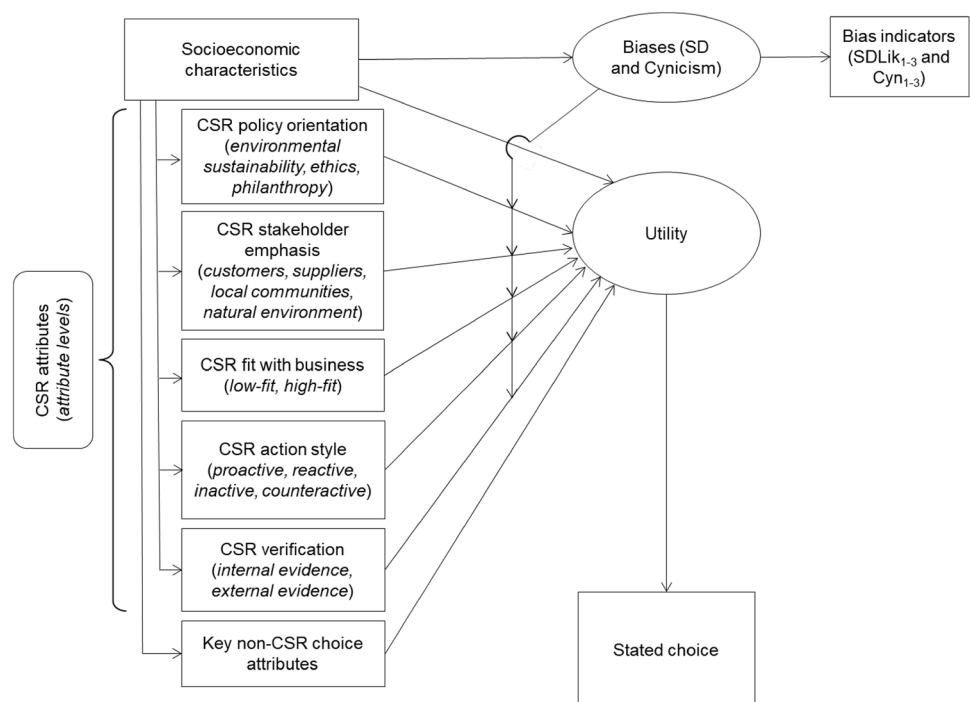 Socioeconomic
characteristics
Biases (SD
and Cynicism)
Bias indicators
(SDLik1-3 and
Cyn1-3)
CSR attributes
(attribute levels)
CSR policy orientation
(environmental
sustainability, ethics,
philanthropy)
CSR stakeholder
emphasis
(customers, suppliers,
local communities,
natural environment)
CSR fit with business
(low-fit, high-fit)
CSR action style
(proactive, reactive,
inactive, counteractive)
CSR verification
(internal evidence,
external evidence)
Key non-CSR choice
attributes
Utility
Stated choice